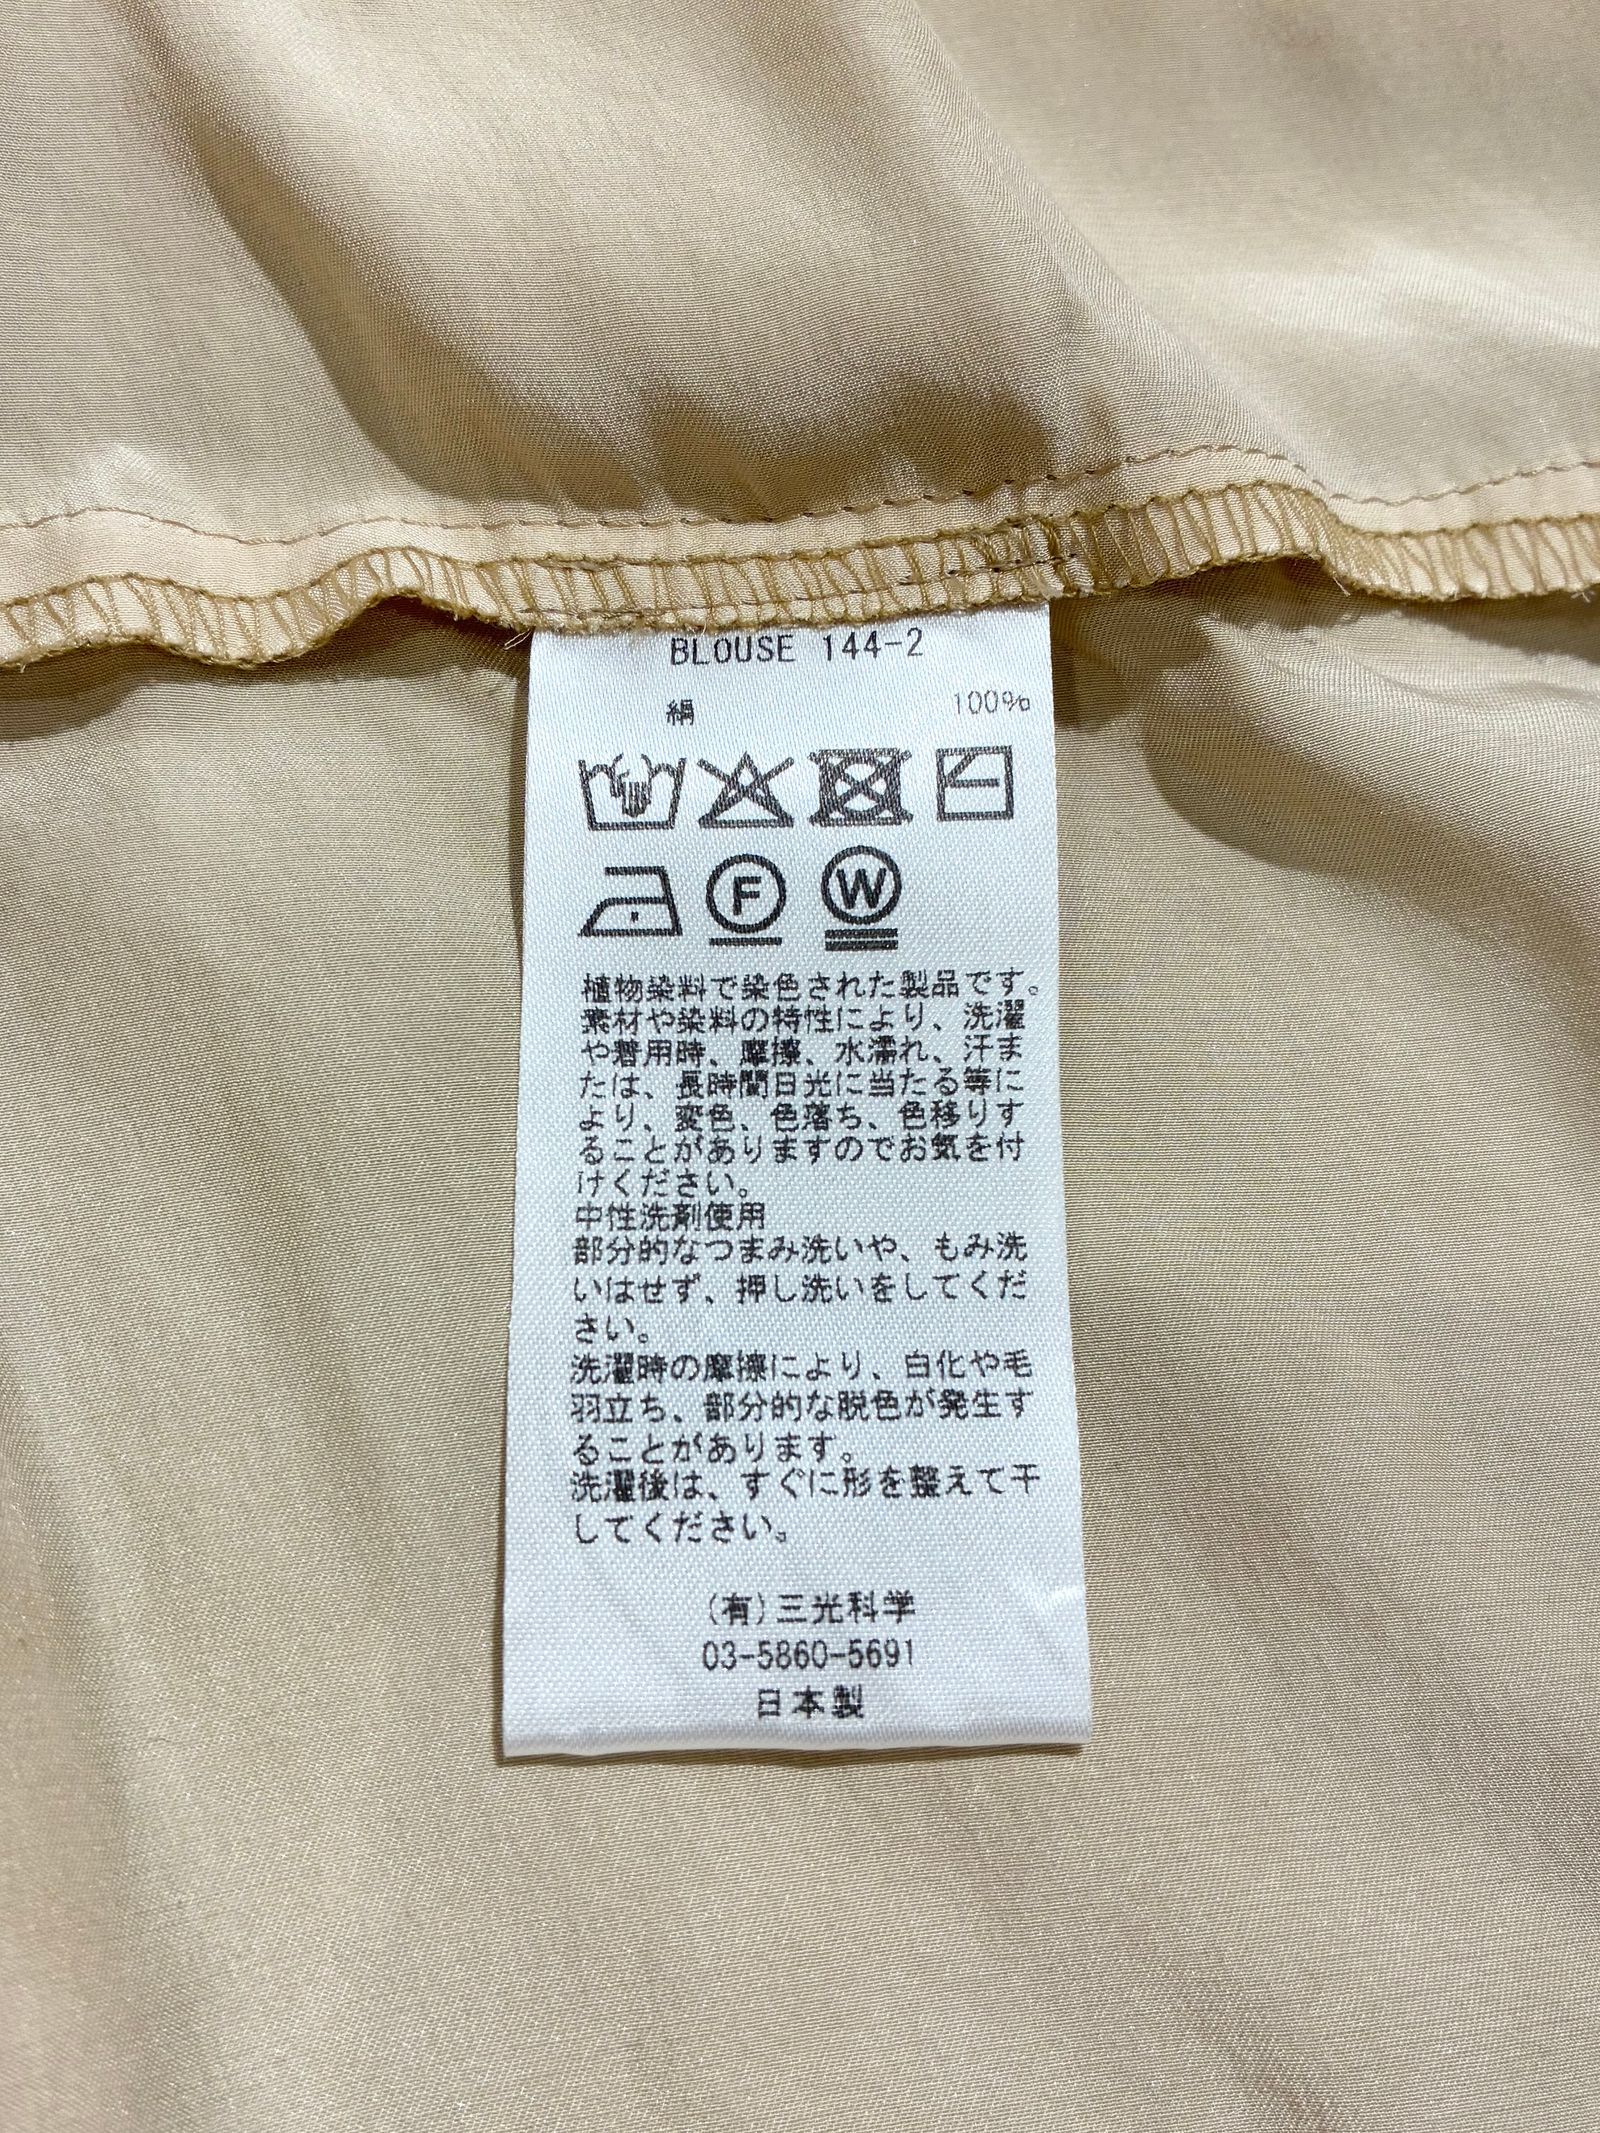 BLOUSE 144-2
絹 100%
F W
植物染料で染色された製品です。
素材や染料の特性により、洗濯
や着用時、摩擦、水濡れ、汗ま
たは、長時間日光に当たる等に
より、変色、色落ち、色移りす
ることがありますのでお気を付
けください。
中性洗剤使用
部分的なつまみ洗いや、もみ洗
いはせず、押し洗いをしてくだ
さい。
洗濯時の摩擦により、白化や毛
羽立ち、部分的な脱色が発生す
ることがあります。
洗濯後は、すぐに形を整えて干
してください。
(有)三光科学
03-5860-5691
日本製